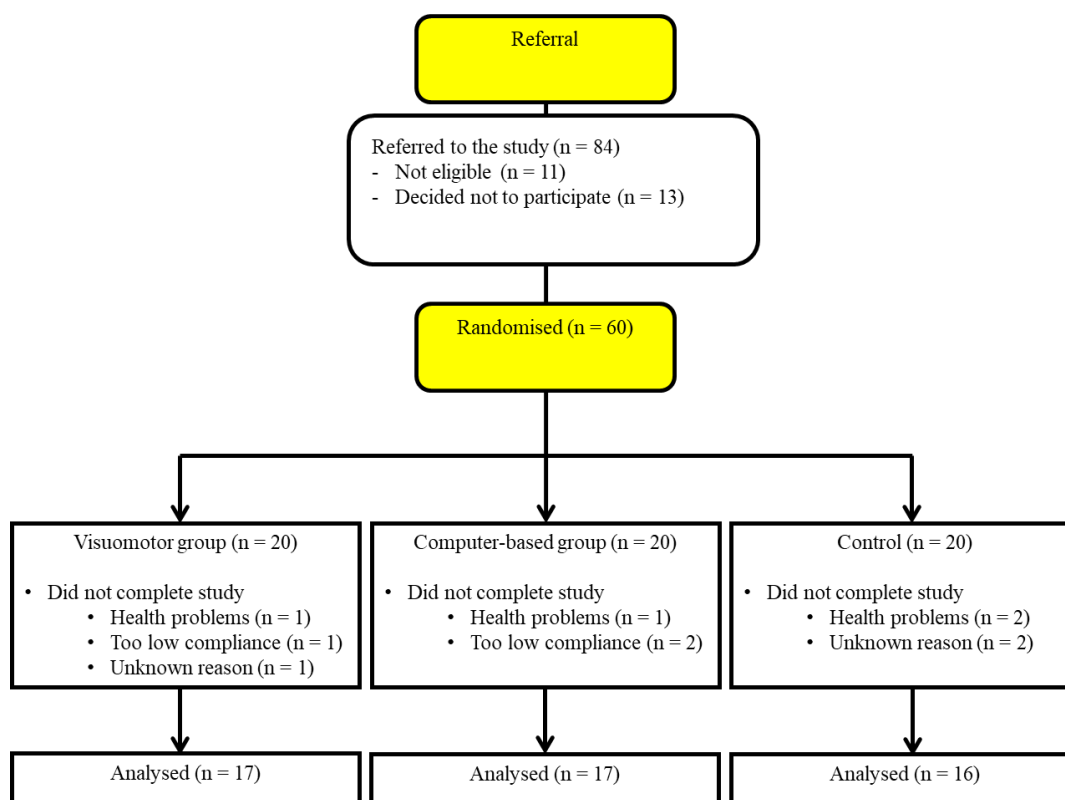 Referral
Referred to the study (n = 84)
- Not eligible (n = 11)
- Decided not to participate (n = 13)
Randomised (n = 60)
Visuomotor group (n = 20)
• Did not complete study
• Health problems (n = 1)
• Too low compliance (n = 1)
• Unknown reason (n = 1)
Computer-based group (n = 20)
• Did not complete study
• Health problems (n = 1)
• Too low compliance (n = 2)
Control (n = 20)
• Did not complete study
• Health problems (n = 2)
• Unknown reason (n = 2)
Analysed (n = 17)
Analysed (n = 17)
Analysed (n = 16)